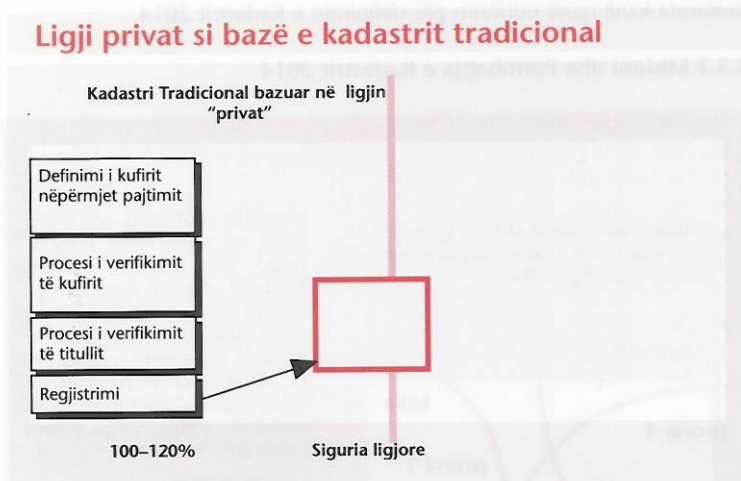 Ligji privat si bazë e kadastrit tradicional
Kadastri Tradicional bazuar në ligjin
"privat"
Definimi i kufirit
nëpërmjet pajtimit
Procesi i verifikimit
të kufirit
Procesi i verifikimit
të titullit
Regjistrimi
100–120%
Siguria ligjore